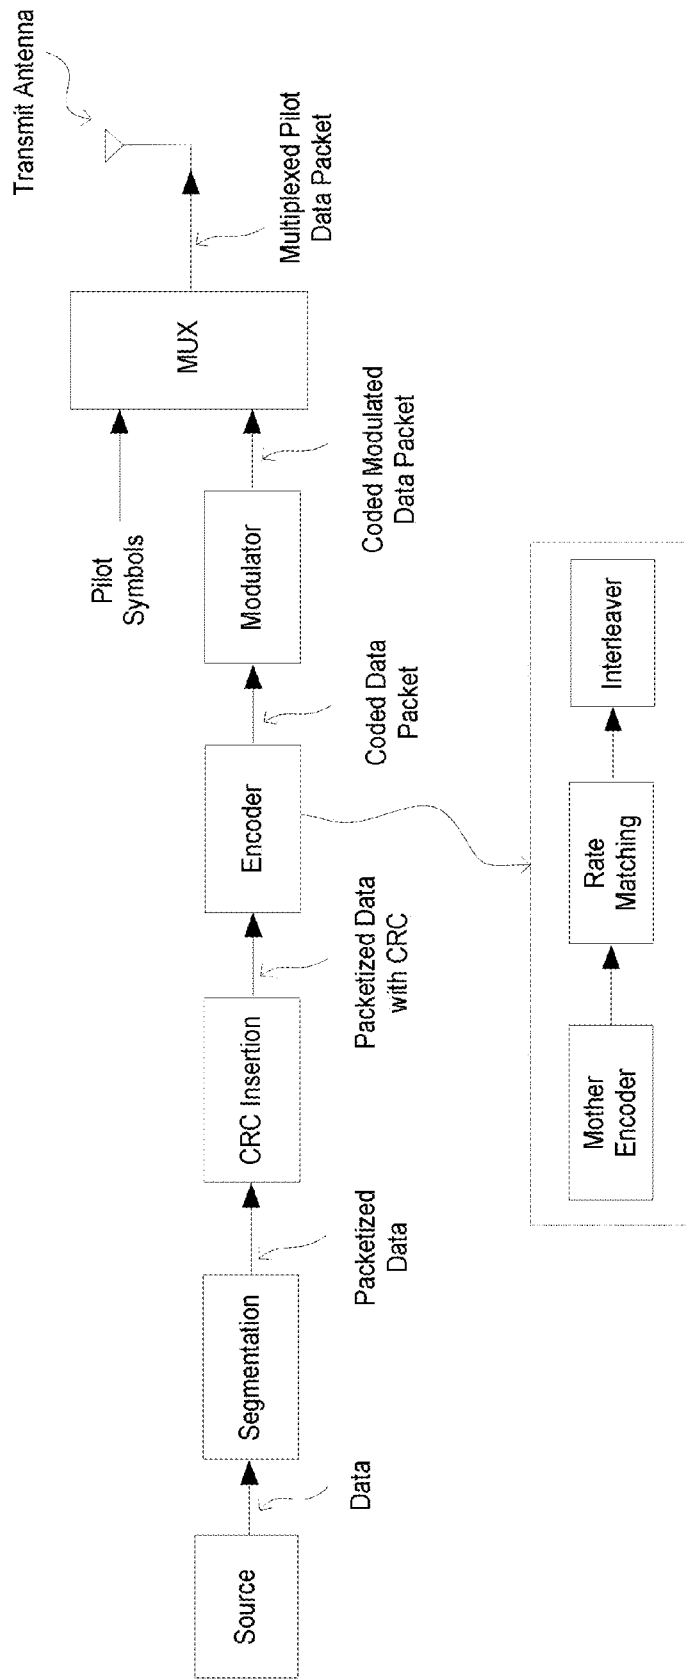 Source
Data
Segmentation
Packetized
Data
CRC Insertion
Packetized Data
with CRC
Encoder
Coded Data
Packet
Modulator
Coded Modulated
Data Packet
Pilot
Symbols
MUX
Multiplexed Pilot
Data Packet
Transmit Antenna
Mother
Encoder
Rate
Matching
Interleaver